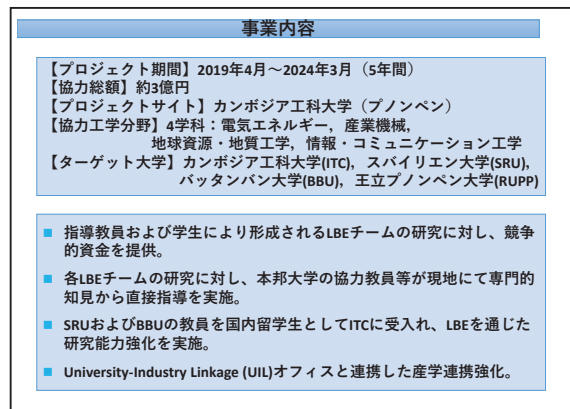 事業内容
【プロジェクト期間】2019年4月～2024年3月（5年間）
【協力総額】約3億円
【プロジェクトサイト】カンボジア工科大学（プノンペン）
【協力工学分野】4学科：電気エネルギー，産業機械，
地球資源・地質工学，情報・コミュニケーション工学
【ターゲット大学】カンボジア工科大学(ITC)，スバイリエン大学(SRU)，
バッタンバン大学(BBU)，王立プノンペン大学(RUPP)
■ 指導教員および学生により形成されるLBEチームの研究に対し、競争
的資金を提供。
■ 各LBEチームの研究に対し、本邦大学の協力教員等が現地にて専門的
知見から直接指導を実施。
■ SRUおよびBBUの教員を国内留学生としてITCに受入れ、LBEを通じた
研究能力強化を実施。
■ University-Industry Linkage (UIL)オフィスと連携した産学連携強化。